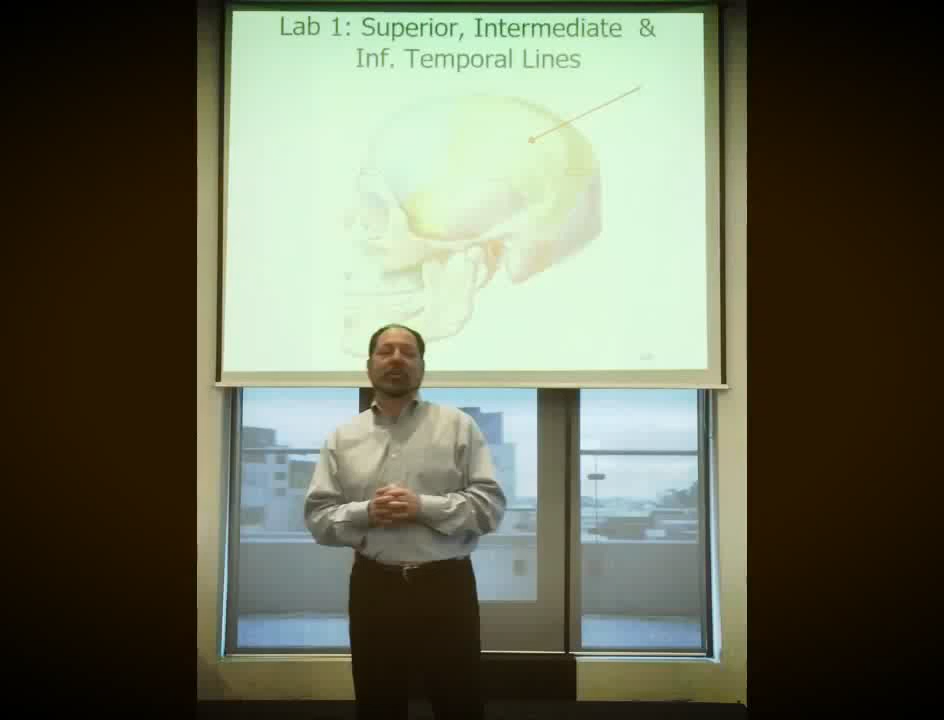 Lab 1: Superior, Intermediate &
Inf. Temporal Lines